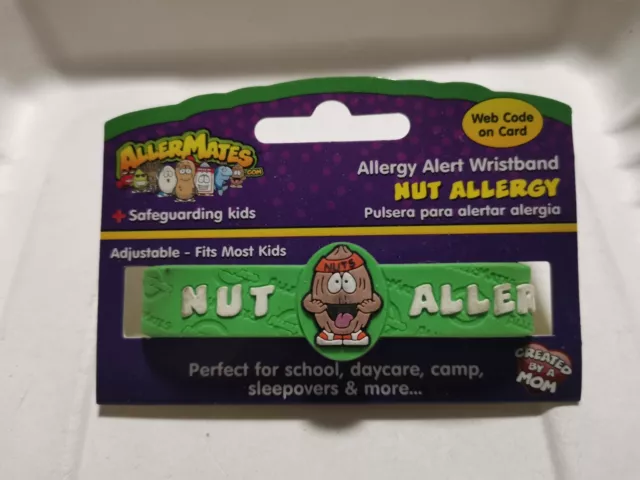 Web Code
on Card
ALLERMATES
.COM
Allergy Alert Wristband
NUT ALLERGY
+ Safeguarding kids
Pulsera para alertar alergia
Adjustable - Fits Most Kids
NUTS
NUT ALLER
Perfect for school, daycare, camp,
sleepovers & more...
CREATED
BY A
MOM